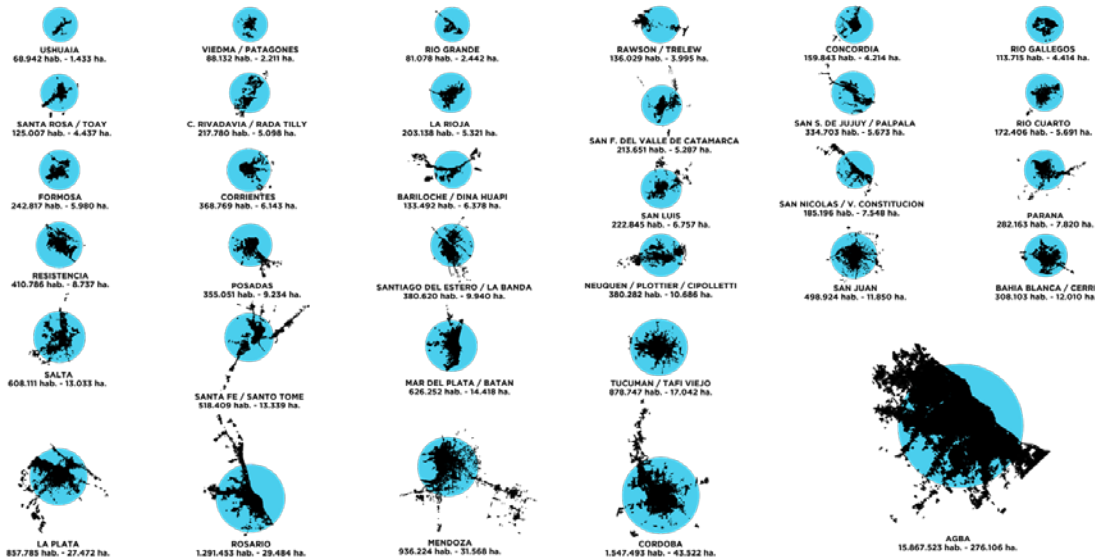 USHUAIA
68.942 hab. - 1.433 ha.
VIEDMA / PATAGONES
88.132 hab. - 2.211 ha.
RIO GRANDE
81.078 hab. - 2.442 ha.
RAWSON / TRELEW
136.029 hab. - 3.995 ha.
CONCORDIA
159.843 hab. - 4.214 ha.
RIO GALLEGOS
113.715 hab. - 4.414 ha.
SANTA ROSA / TOAY
125.007 hab. - 4.437 ha.
C. RIVADAVIA / RADA TILLY
217.780 hab. - 5.098 ha.
LA RIOJA
203.138 hab. - 5.321 ha.
SAN F. DEL VALLE DE CATAMARCA
213.651 hab. - 5.287 ha.
SAN S. DE JUJUY / PALPALA
334.703 hab. - 5.673 ha.
RIO CUARTO
172.406 hab. - 5.691 ha.
FORMOSA
242.817 hab. - 5.980 ha.
CORRIENTES
368.769 hab. - 6.143 ha.
BARILOCHE / DINA HUAPI
133.492 hab. - 6.378 ha.
SAN LUIS
222.845 hab. - 6.757 ha.
SAN NICOLAS / V. CONSTITUCION
185.196 hab. - 7.548 ha.
PARANA
282.163 hab. - 7.820 ha.
RESISTENCIA
410.786 hab. - 8.737 ha.
POSADAS
355.051 hab. - 9.234 ha.
SANTIAGO DEL ESTERO / LA BANDA
380.620 hab. - 9.940 ha.
NEUQUEN / PLOTTIER / CIPOLLETTI
380.282 hab. - 10.686 ha.
SAN JUAN
498.924 hab. - 11.850 ha.
BAHIA BLANCA / CERRI
308.103 hab. - 12.010 ha.
SALTA
608.111 hab. - 13.033 ha.
SANTA FE / SANTO TOME
518.409 hab. - 13.339 ha.
MAR DEL PLATA / BATAN
626.252 hab. - 14.418 ha.
TUCUMAN / TAFI VIEJO
878.747 hab. - 17.042 ha.
LA PLATA
857.785 hab. - 27.472 ha.
ROSARIO
1.291.453 hab. - 29.484 ha.
MENDOZA
936.224 hab. - 31.568 ha.
CORDOBA
1.547.493 hab. - 43.522 ha.
AGBA
15.867.523 hab. - 276.106 ha.